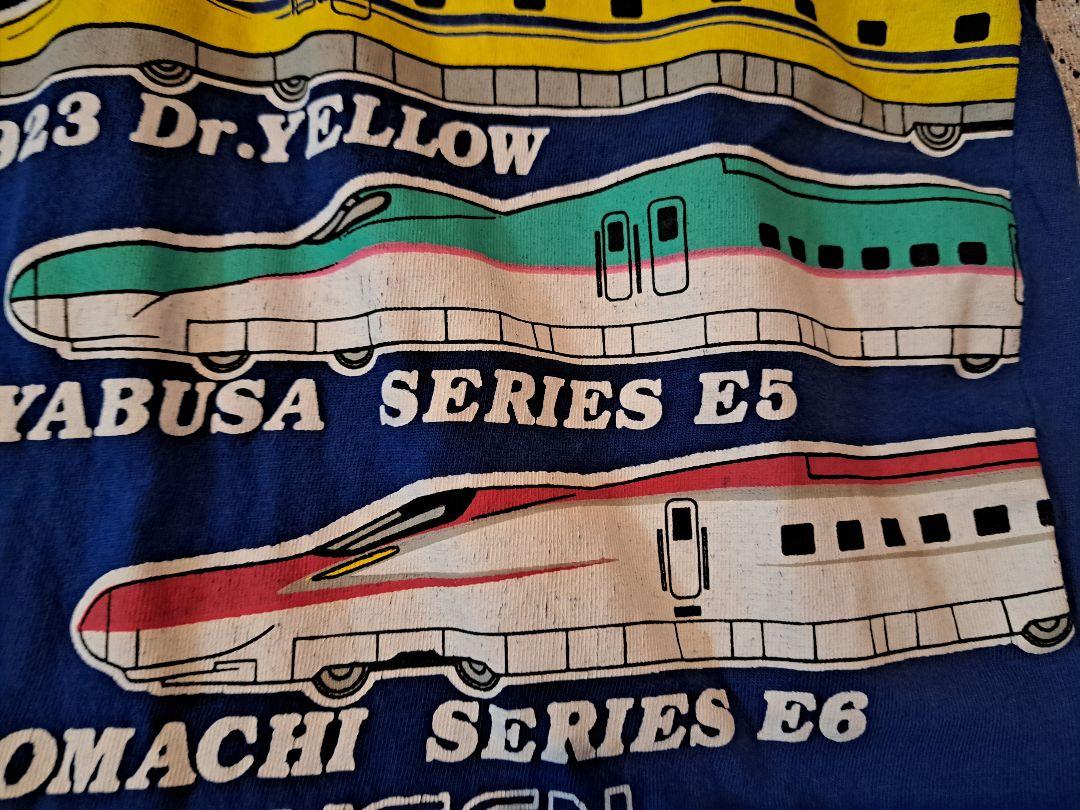 923 Dr.YELLOW
YABUSA SERIES E5
OMACHI SERIES E6